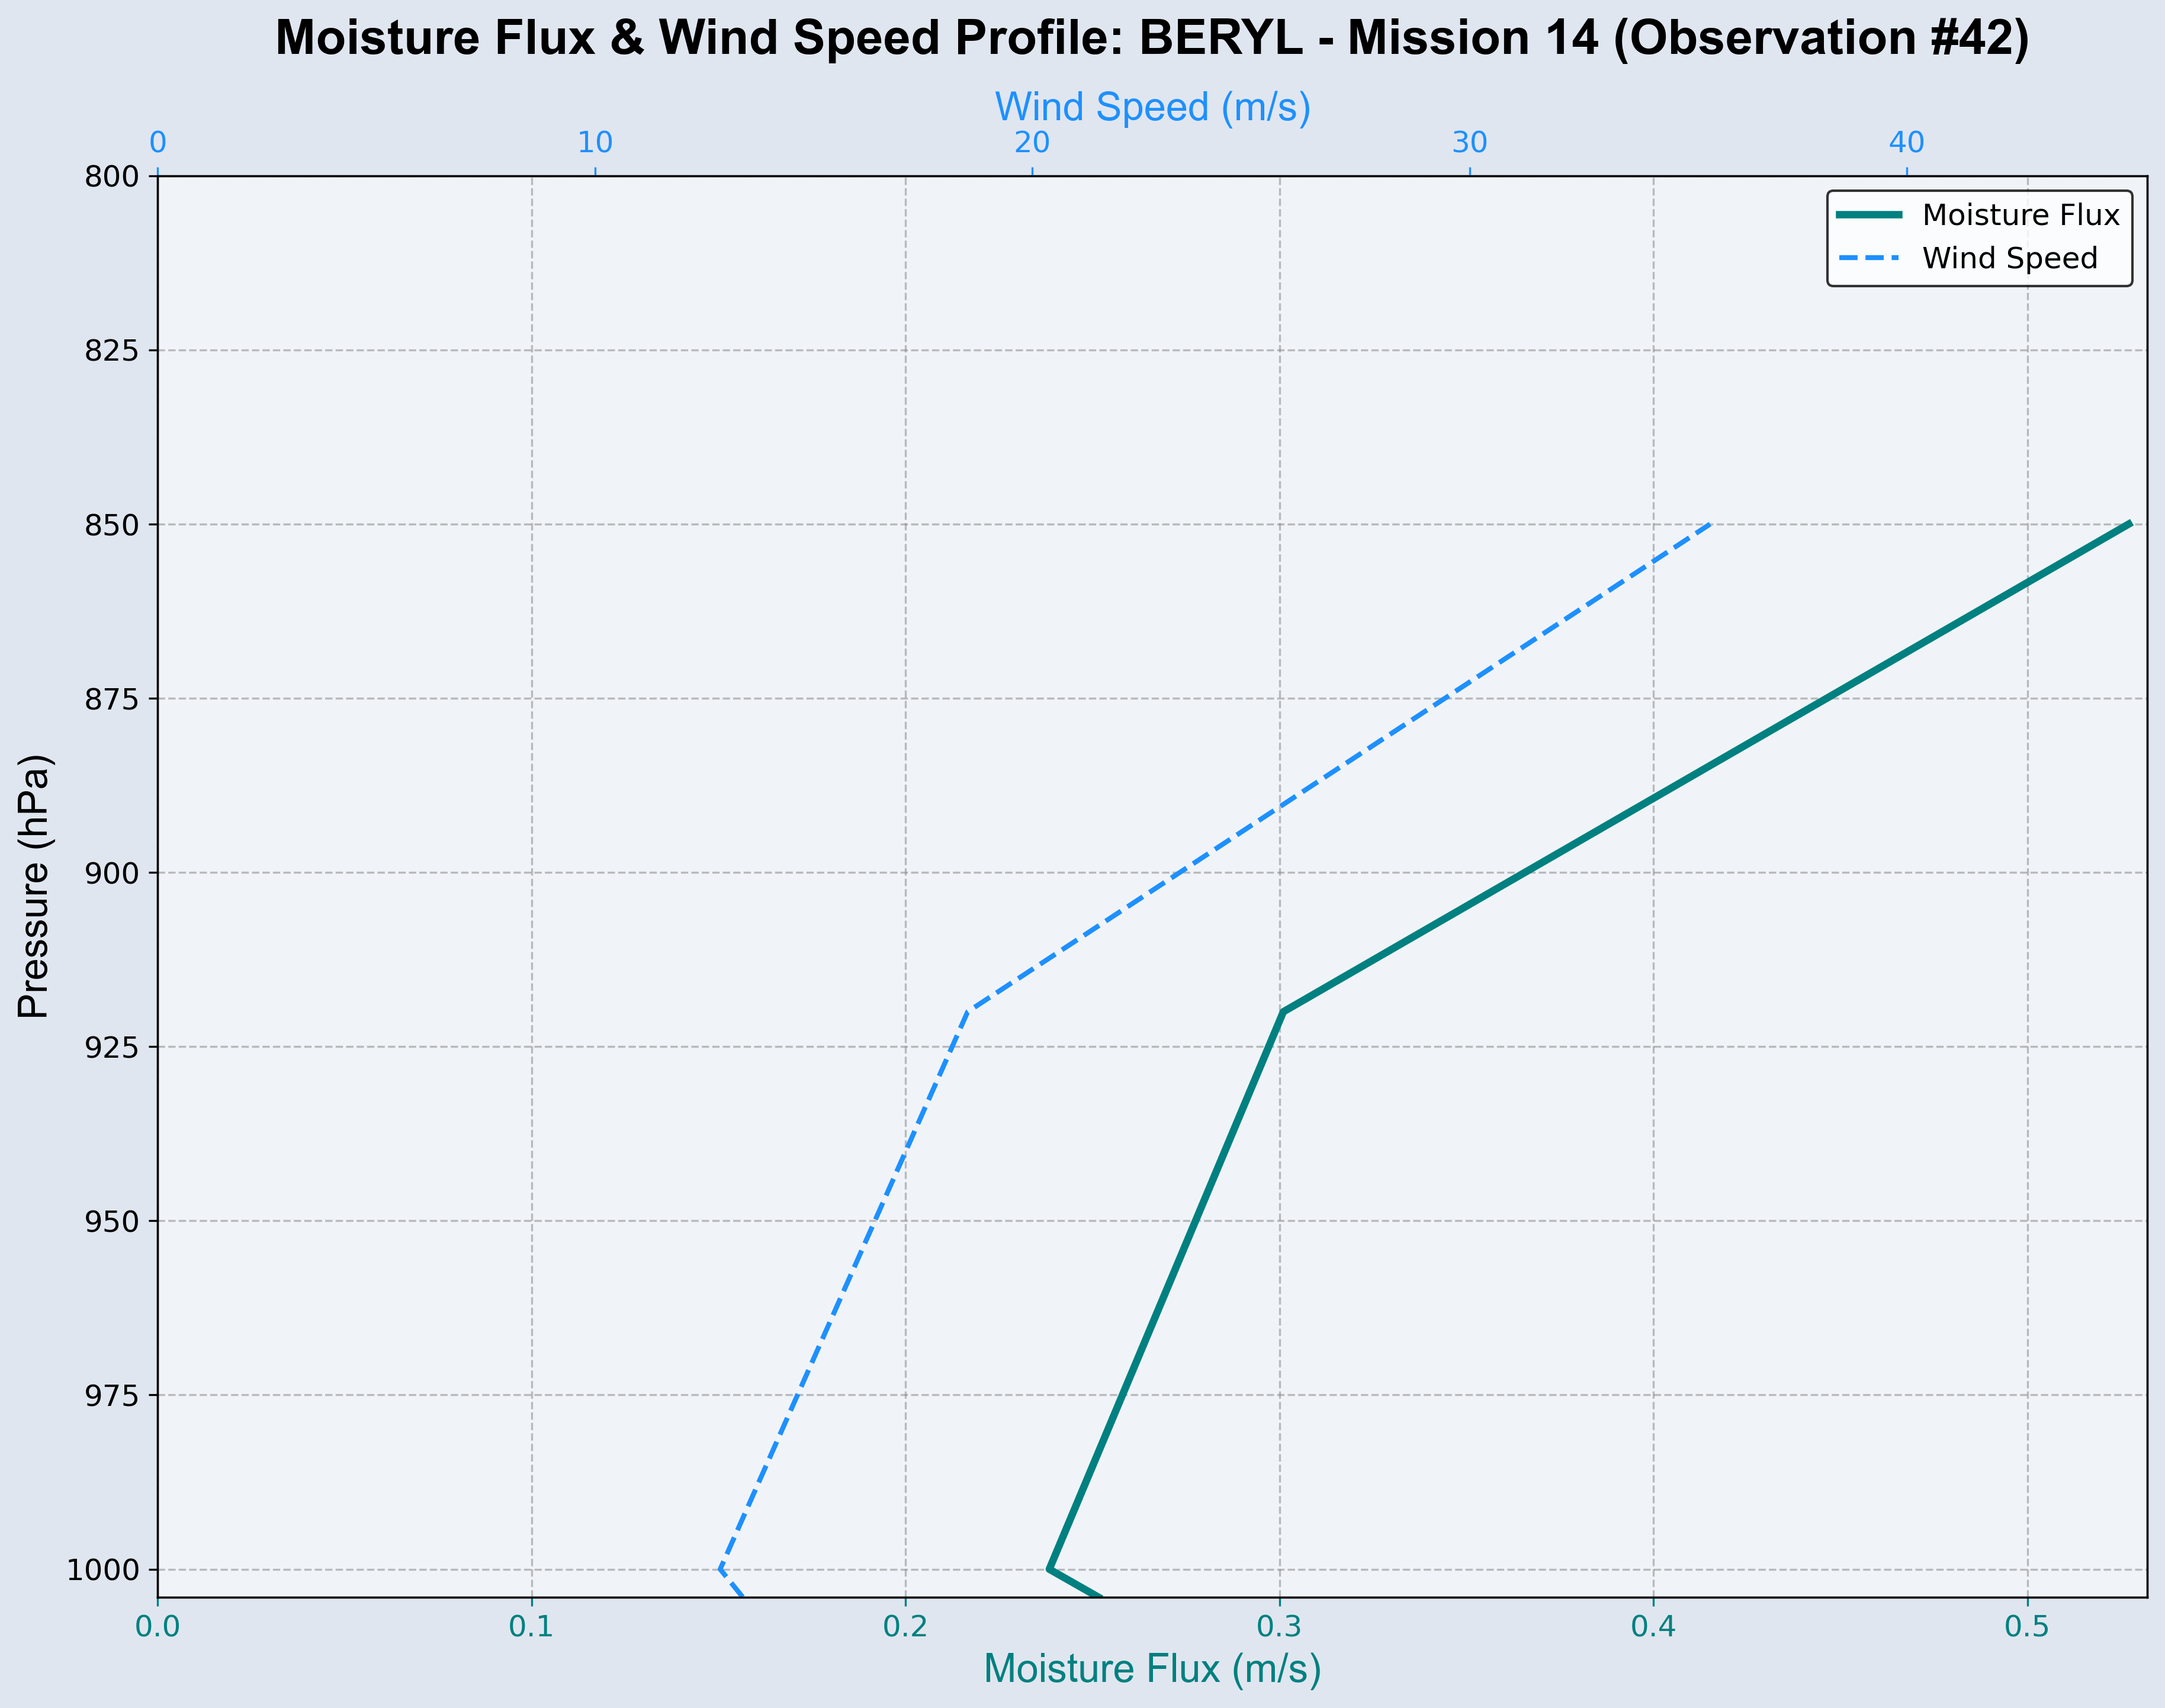 Moisture Flux & Wind Speed Profile: BERYL - Mission 14 (Observation #42)
Wind Speed (m/s)
0 10 20 30 40
Moisture Flux
Wind Speed
Pressure (hPa)
800
825
850
875
900
925
950
975
1000
0.0 0.1 0.2 0.3 0.4 0.5
Moisture Flux (m/s)